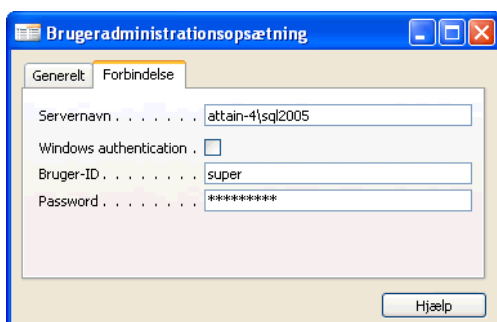 Brugeradministrationsopsætning
Generelt Forbindelse
Servernavn . . . . . . . attain-4\sql2005
Windows authentication .
Bruger-ID . . . . . . . . super
Password . . . . . . . . *********
Hjælp